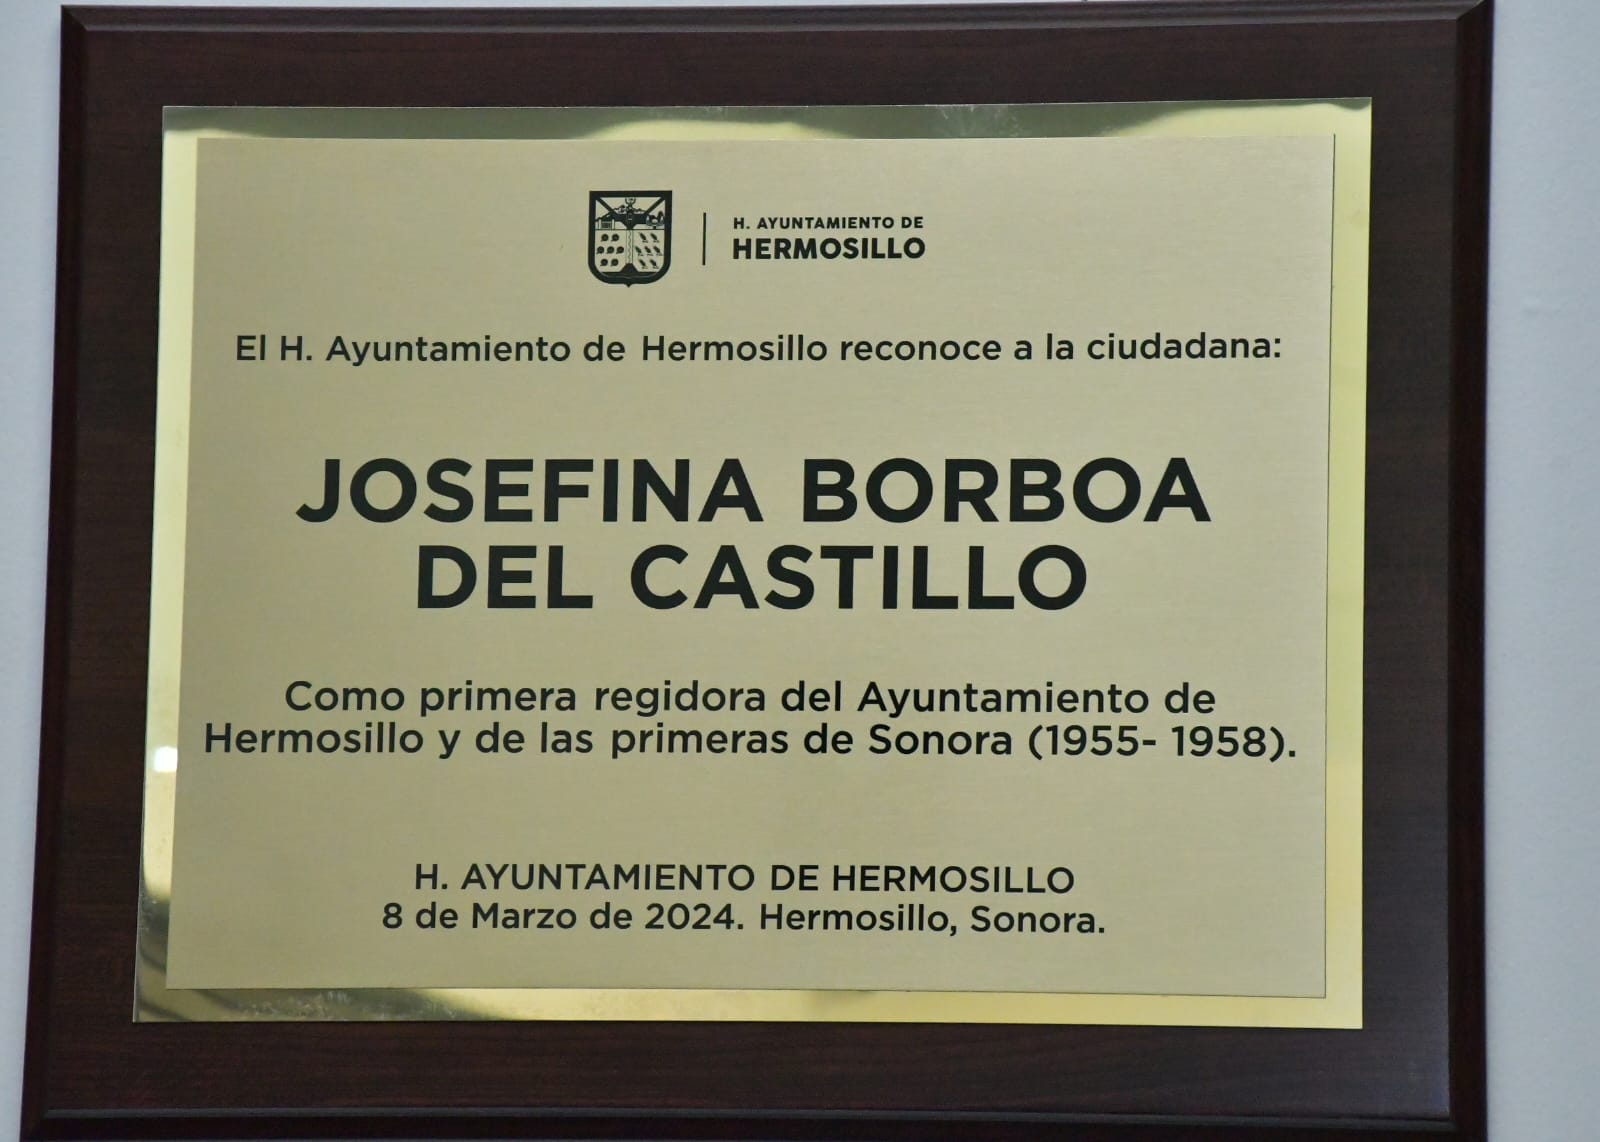 H. AYUNTAMIENTO DE
HERMOSILLO
El H. Ayuntamiento de Hermosillo reconoce a la ciudadana:
JOSEFINA BORBOA
DEL CASTILLO
Como primera regidora del Ayuntamiento de
Hermosillo y de las primeras de Sonora (1955- 1958).
H. AYUNTAMIENTO DE HERMOSILLO
8 de Marzo de 2024. Hermosillo, Sonora.